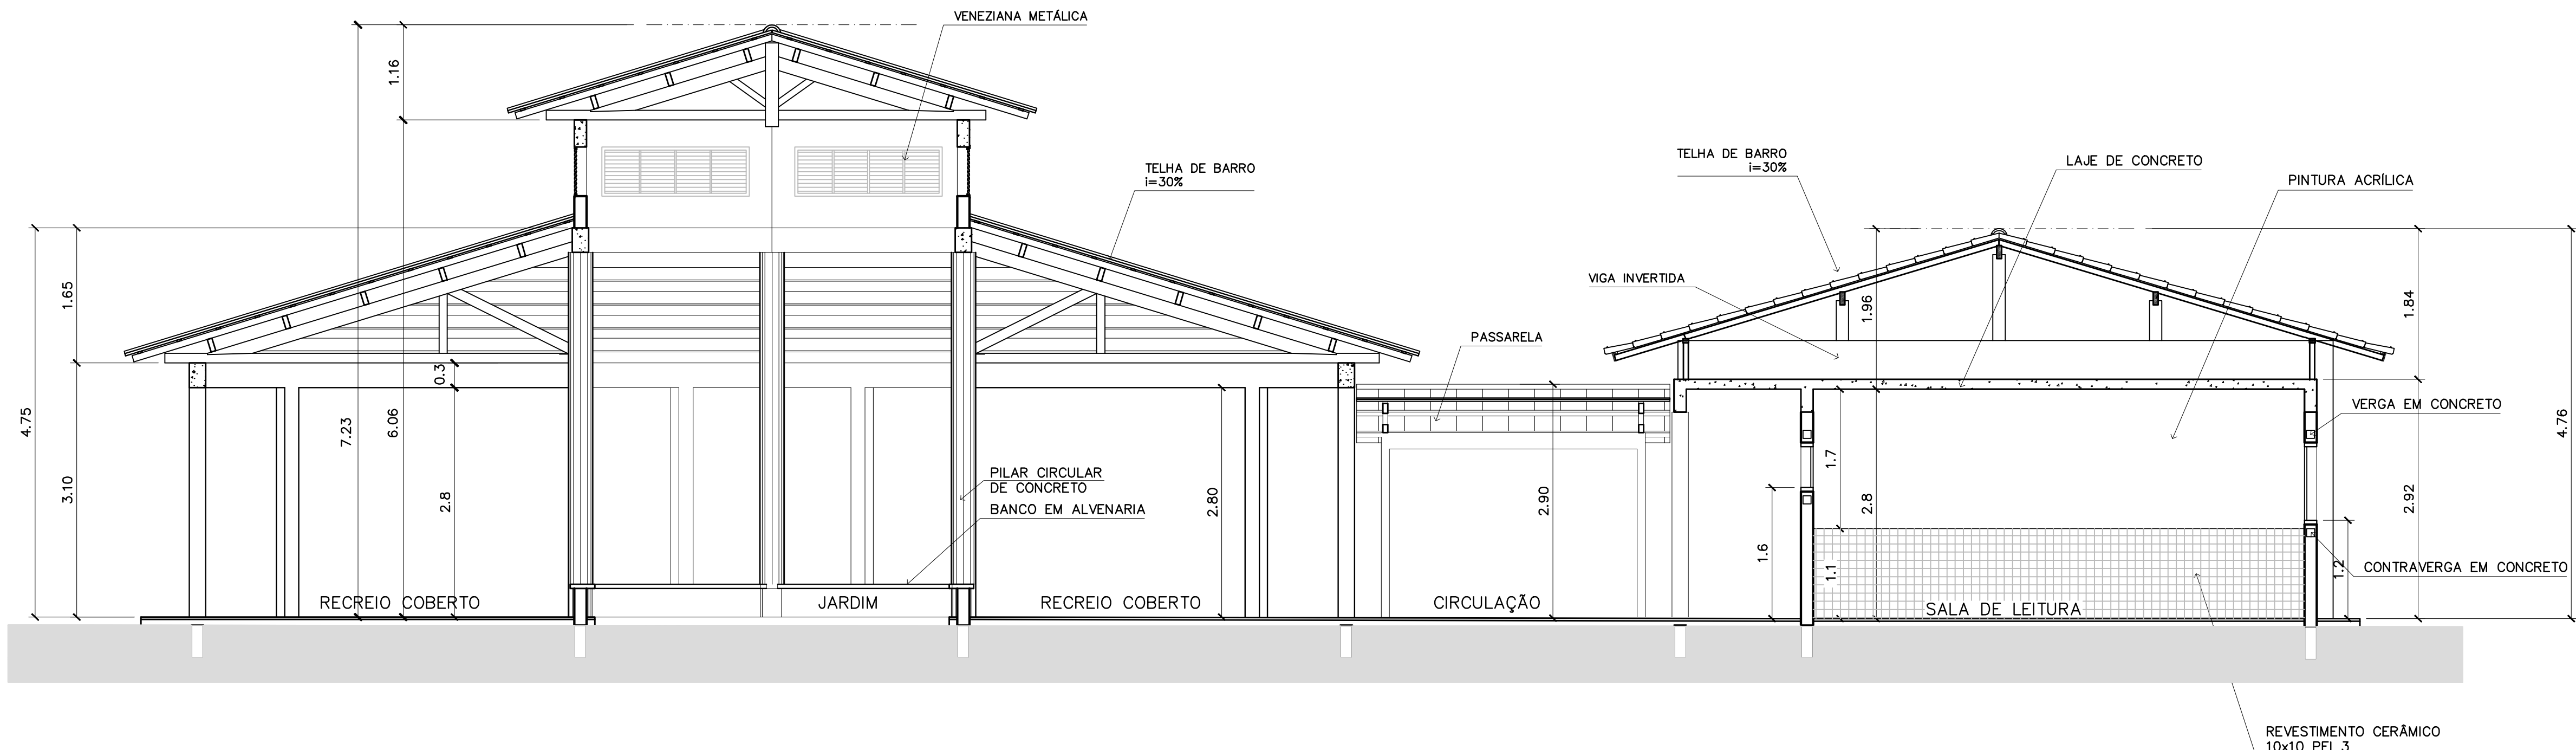 VENEZIANA METÁLICA
1.16
TELHA DE BARRO
i=30%
TELHA DE BARRO
i=30%
LAJE DE CONCRETO
PINTURA ACRÍLICA
VIGA INVERTIDA
PASSARELA
1.65
1.96
1.84
0.3
4.75
7.23
6.06
VERGA EM CONCRETO
4.76
3.10
2.8
PILAR CIRCULAR
DE CONCRETO
BANCO EM ALVENARIA
2.80
2.90
1.7
2.8
2.92
1.6
1.1
1.2
CONTRAVERGA EM CONCRETO
RECREIO COBERTO
JARDIM
RECREIO COBERTO
CIRCULAÇÃO
SALA DE LEITURA
REVESTIMENTO CERÂMICO
10x10 PEI 3